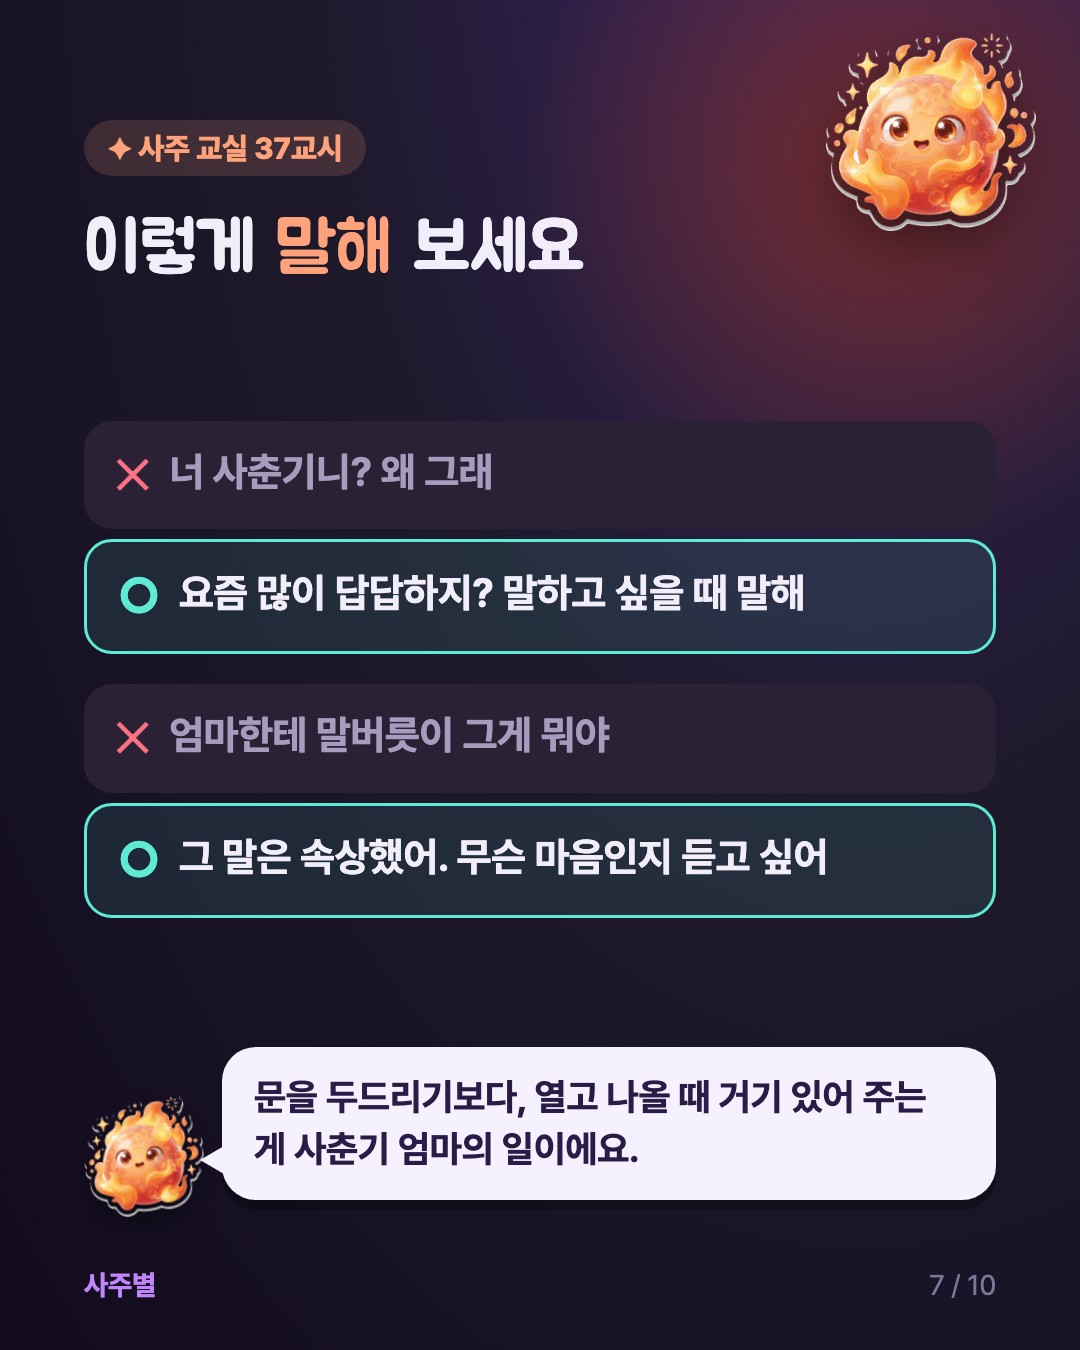 사주 교실 37교시
이렇게 말해 보세요
너 사춘기니? 왜 그래
요즘 많이 답답하지? 말하고 싶을 때 말해
엄마한테 말버릇이 그게 뭐야
그 말은 속상했어. 무슨 마음인지 듣고 싶어
문을 두드리기보다, 열고 나올 때 거기 있어 주는
게 사춘기 엄마의 일이에요.
사주별
7 / 10